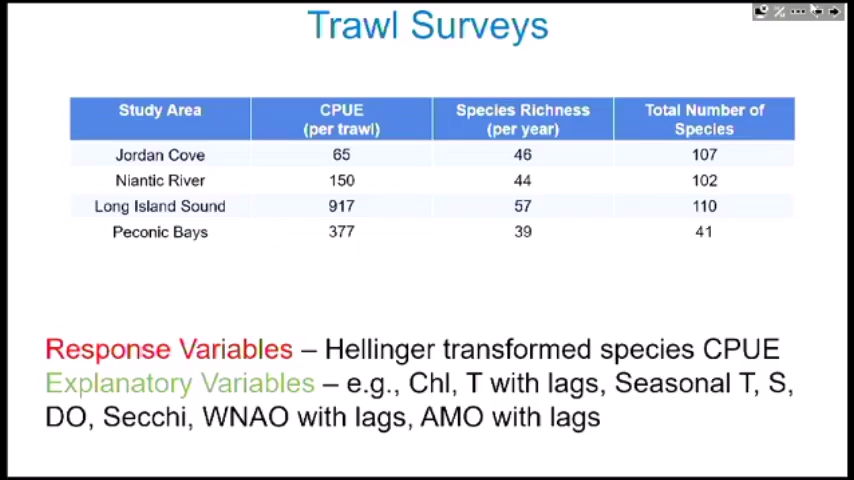 Trawl Surveys
Study Area CPUE (per trawl) Species Richness (per year) Total Number of Species
Jordan Cove 65 46 107
Niantic River 150 44 102
Long Island Sound 917 57 110
Peconic Bays 377 39 41
Response Variables – Hellinger transformed species CPUE
Explanatory Variables – e.g., Chl, T with lags, Seasonal T, S,
DO, Secchi, WNAO with lags, AMO with lags